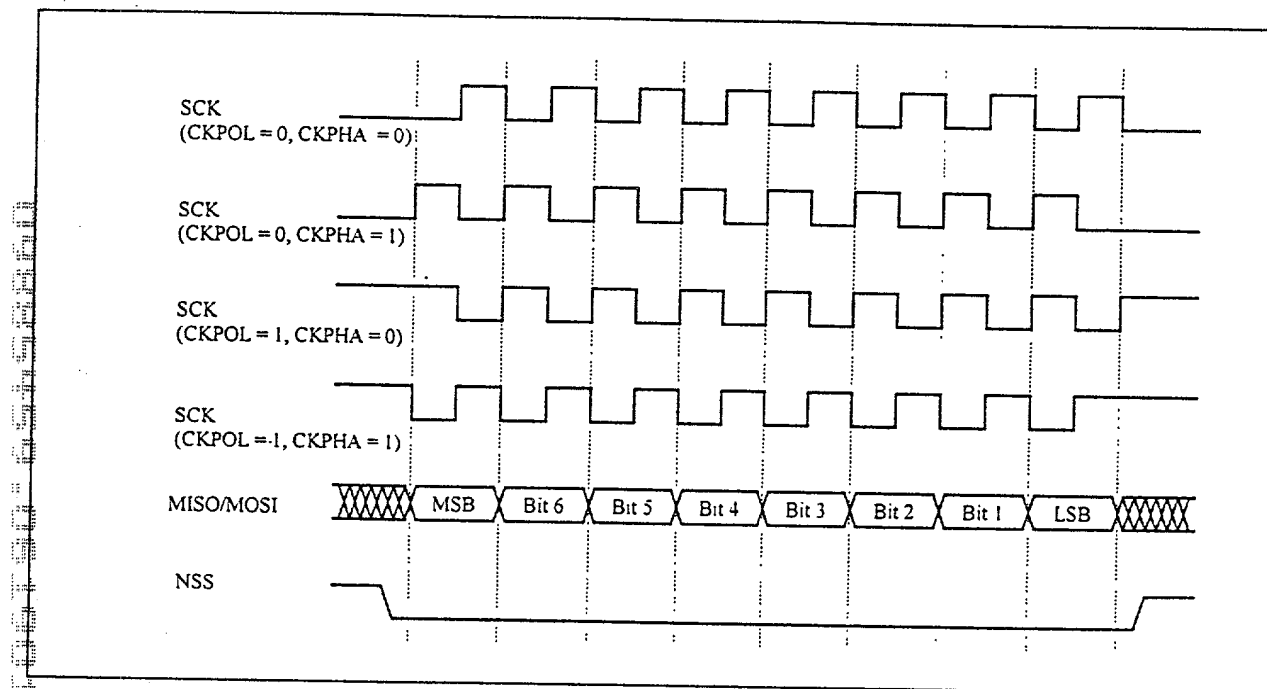 SCK
(CKPOL = 0, CKPHA = 0)
SCK
(CKPOL = 0, CKPHA = 1)
SCK
(CKPOL = 1, CKPHA = 0)
SCK
(CKPOL = 1, CKPHA = 1)
MISO/MOSI MSB Bit 6 Bit 5 Bit 4 Bit 3 Bit 2 Bit 1 LSB
NSS